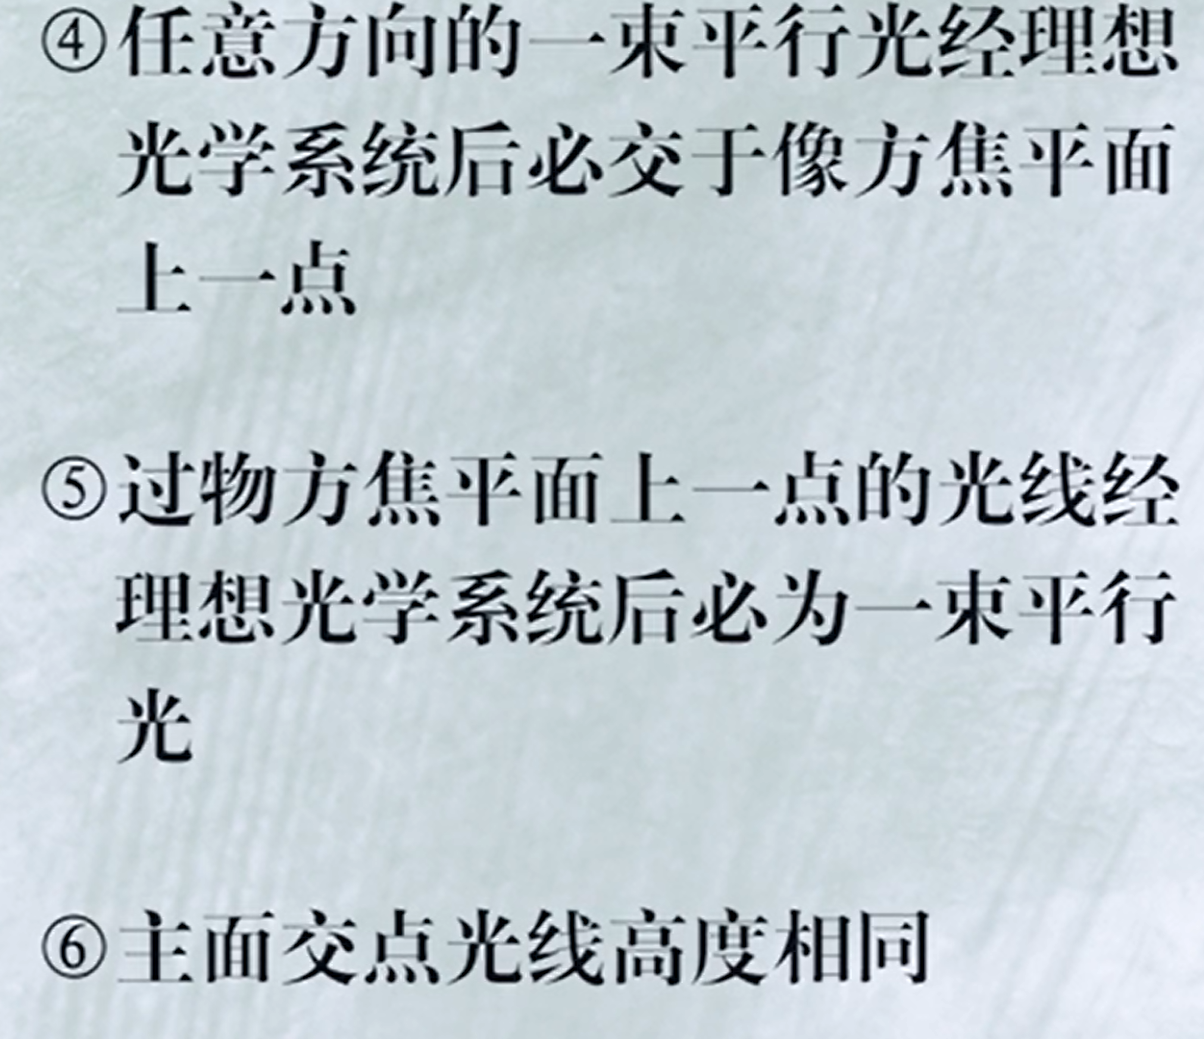 ④任意方向的一束平行光经理想
光学系统后必交于像方焦平面
上一点
⑤过物方焦平面上一点的光线经
理想光学系统后必为一束平行
光
⑥主面交点光线高度相同